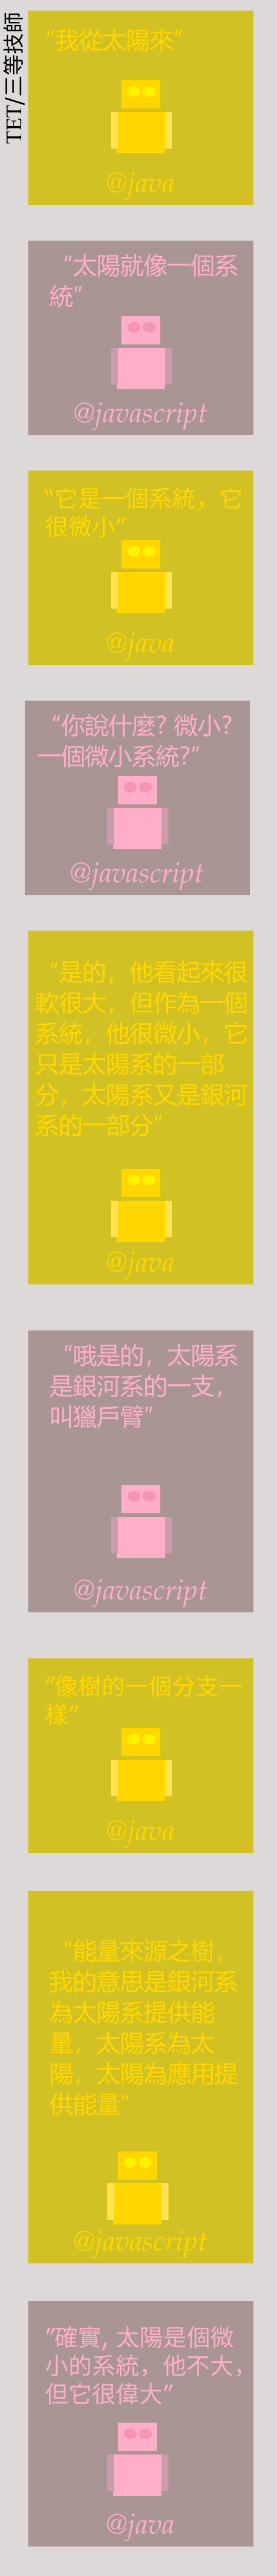 TET/三等技師
“我從太陽來”
@java
“太陽就像一個系
統”
@javascript
“它是一個系統，它
很微小”
@java
“你說什麼？微小？
一個微小系統？”
@javascript
“是的，他看起來很
軟很大，但作為一個
系統，他很微小，它
只是太陽系的一部
分，太陽系又是銀河
系的一部分”
@java
“哦是的，太陽系
是銀河系的一支，
叫獵戶臂”
@javascript
”像樹的一個分支一
樣”
@java
“能量來源之樹，
我的意思是銀河系
為太陽系提供能
量，太陽系為太
陽，太陽為應用提
供能量”
@javascript
”確實, 太陽是個微
小的系統，他不大，
但它很偉大”
@java